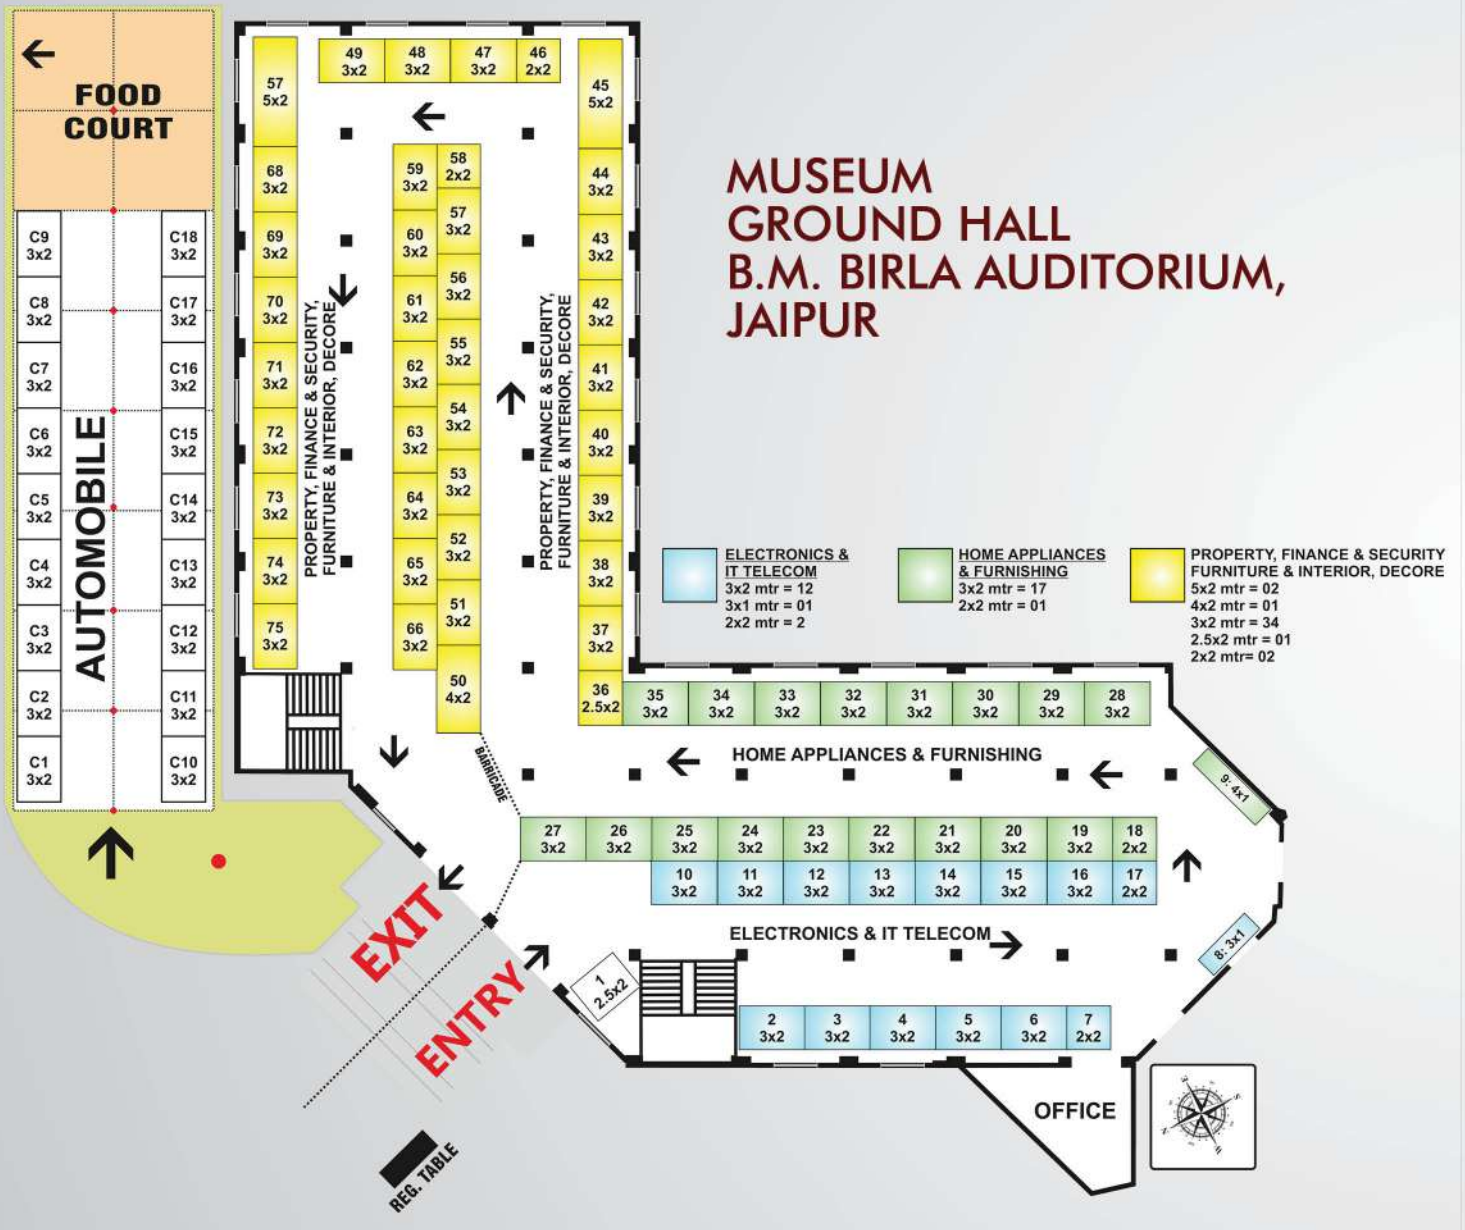 FOOD
COURT
C9
3x2
C8
3x2
C7
3x2
C6
3x2
C5
3x2
C4
3x2
C3
3x2
C2
3x2
C1
3x2
AUTOMOBILE
C18
3x2
C17
3x2
C16
3x2
C15
3x2
C14
3x2
C13
3x2
C12
3x2
C11
3x2
C10
3x2
57
5x2
68
3x2
69
3x2
70
3x2
71
3x2
72
3x2
73
3x2
74
3x2
75
3x2
49
3x2
48
3x2
47
3x2
46
2x2
PROPERTY, FINANCE & SECURITY,
FURNITURE & INTERIOR, DECORE
59
3x2
60
3x2
61
3x2
62
3x2
63
3x2
64
3x2
65
3x2
66
3x2
58
2x2
57
3x2
56
3x2
55
3x2
54
3x2
53
3x2
52
3x2
51
3x2
50
4x2
PROPERTY, FINANCE & SECURITY,
FURNITURE & INTERIOR, DECORE
45
5x2
44
3x2
43
3x2
42
3x2
41
3x2
40
3x2
39
3x2
38
3x2
37
3x2
36
2.5x2
MUSEUM
GROUND HALL
B.M. BIRLA AUDITORIUM,
JAIPUR
ELECTRONICS &
IT TELECOM
3x2 mtr = 12
3x1 mtr = 01
2x2 mtr = 2
HOME APPLIANCES
& FURNISHING
3x2 mtr = 17
2x2 mtr = 01
PROPERTY, FINANCE & SECURITY
FURNITURE & INTERIOR, DECORE
5x2 mtr = 02
4x2 mtr = 01
3x2 mtr = 34
2.5x2 mtr = 01
2x2 mtr= 02
35
3x2
34
3x2
33
3x2
32
3x2
31
3x2
30
3x2
29
3x2
28
3x2
HOME APPLIANCES & FURNISHING
BARRICADE
9: 4x1
27
3x2
26
3x2
25
3x2
24
3x2
23
3x2
22
3x2
21
3x2
20
3x2
19
3x2
18
2x2
10
3x2
11
3x2
12
3x2
13
3x2
14
3x2
15
3x2
16
3x2
17
2x2
ELECTRONICS & IT TELECOM
8: 3x1
EXIT
ENTRY
1
2.5x2
2
3x2
3
3x2
4
3x2
5
3x2
6
3x2
7
2x2
OFFICE
REG. TABLE